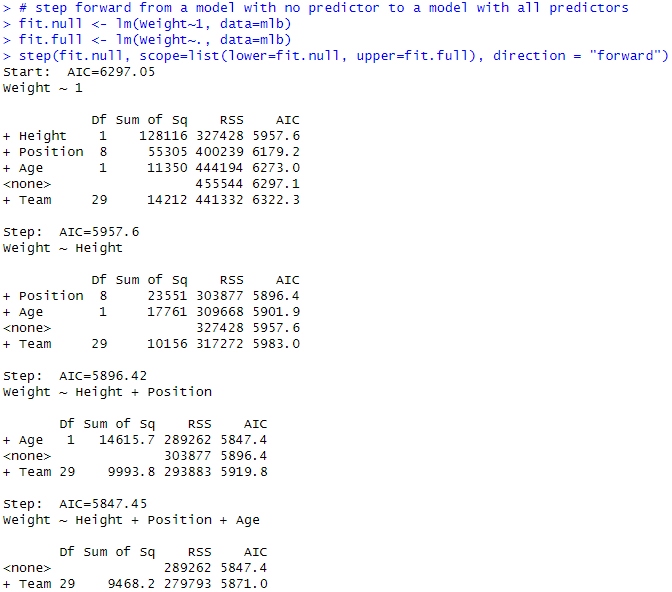 > # step forward from a model with no predictor to a model with all predictors
> fit.null <- lm(weight~1, data=mlb)
> fit.full <- lm(weight~., data=mlb)
> step(fit.null, scope=list(lower=fit.null, upper=fit.full), direction = "forward")
Start:  AIC=6297.05
Weight ~ 1

           Df Sum of Sq    RSS    AIC
+ Height    1    128116 327428 5957.6
+ Position  8     55305 400239 6179.2
+ Age       1     11350 444194 6273.0
<none>                  455544 6297.1
+ Team     29     14212 441332 6322.3

Step:  AIC=5957.6
Weight ~ Height

           Df Sum of Sq    RSS    AIC
+ Position  8     23551 303877 5896.4
+ Age       1     17761 309668 5901.9
<none>                  327428 5957.6
+ Team     29     10156 317272 5983.0

Step:  AIC=5896.42
Weight ~ Height + Position

       Df Sum of Sq    RSS    AIC
+ Age   1   14615.7 289262 5847.4
<none>              303877 5896.4
+ Team 29    9993.8 293883 5919.8

Step:  AIC=5847.45
Weight ~ Height + Position + Age

       Df Sum of Sq    RSS    AIC
<none>              289262 5847.4
+ Team 29    9468.2 279793 5871.0